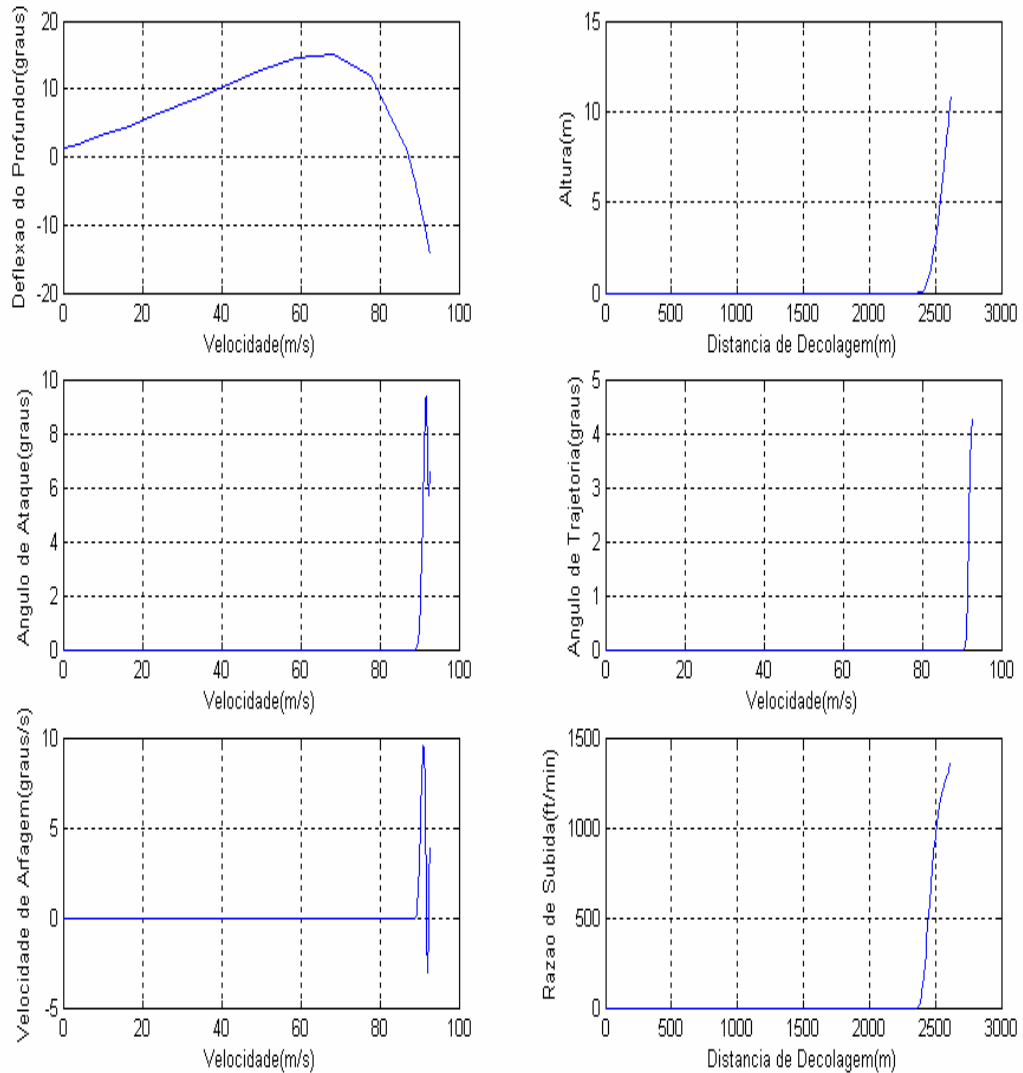 Deflexao do Profundor(graus)
20
10
0
-10
-20
0 20 40 60 80 100
Velocidade(m/s)
Altura(m)
15
10
5
0
0 500 1000 1500 2000 2500 3000
Distancia de Decolagem(m)
Angulo de Ataque(graus)
10
8
6
4
2
0
0 20 40 60 80 100
Velocidade(m/s)
Angulo de Trajetoria(graus)
5
4
3
2
1
0
0 20 40 60 80 100
Velocidade(m/s)
Velocidade de Arfagem(graus/s)
10
5
0
-5
0 20 40 60 80 100
Velocidade(m/s)
Razao de Subida(ft/min)
1500
1000
500
0
0 500 1000 1500 2000 2500 3000
Distancia de Decolagem(m)